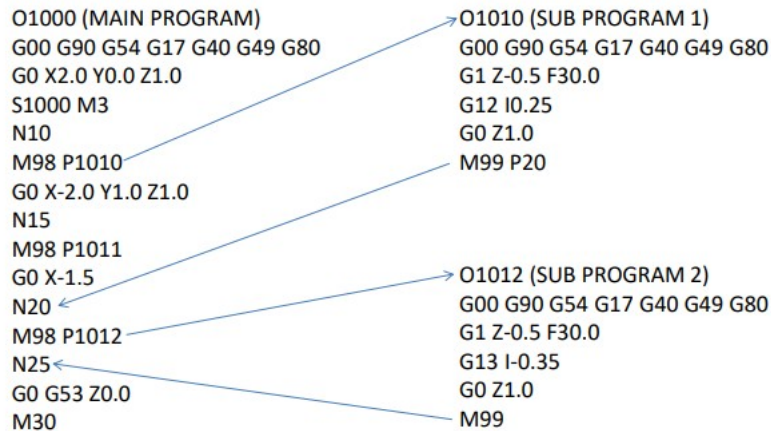 O1000 (MAIN PROGRAM)
G00 G90 G54 G17 G40 G49 G80
G0 X2.0 Y0.0 Z1.0
S1000 M3
N10
M98 P1010
G0 X-2.0 Y1.0 Z1.0
N15
M98 P1011
G0 X-1.5
N20
M98 P1012
N25
G0 G53 Z0.0
M30
O1010 (SUB PROGRAM 1)
G00 G90 G54 G17 G40 G49 G80
G1 Z-0.5 F30.0
G12 I0.25
G0 Z1.0
M99 P20
O1012 (SUB PROGRAM 2)
G00 G90 G54 G17 G40 G49 G80
G1 Z-0.5 F30.0
G13 I-0.35
G0 Z1.0
M99